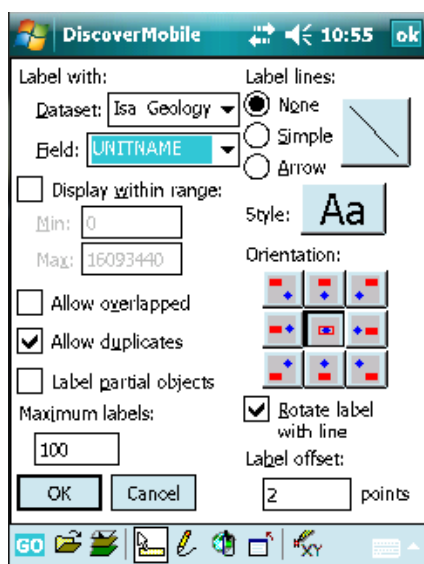 DiscoverMobile 10:55 ok
Label with:
Dataset: Isa Geology
Field: UNITNAME
Display within range:
Min: 0
Max: 16093440
Allow overlapped
Allow duplicates
Label partial objects
Maximum labels:
100
OK Cancel
Label lines:
None
Simple
Arrow
Style: Aa
Orientation:
Rotate label
with line
Label offset:
2 points
GO XY